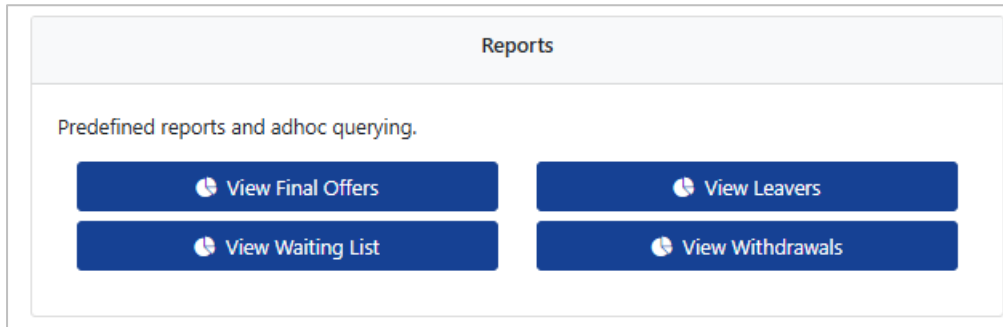 Reports
Predefined reports and adhoc querying.
View Final Offers
View Leavers
View Waiting List
View Withdrawals